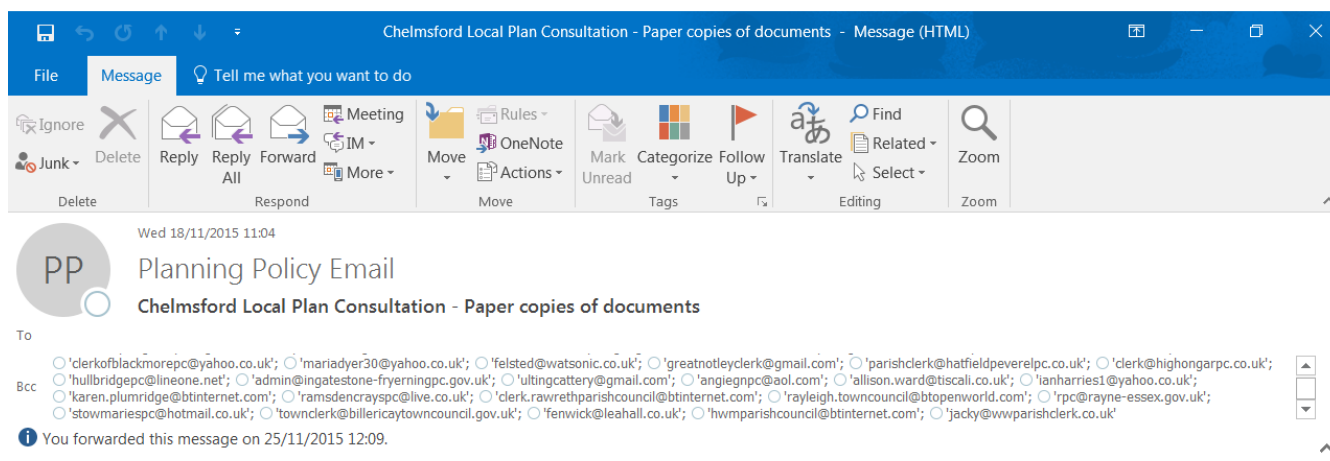 Chelmsford Local Plan Consultation - Paper copies of documents - Message (HTML)
File Message Tell me what you want to do
Ignore
Junk
Delete
Reply
Reply All
Forward
Meeting
IM
More
Move
Rules
OneNote
Actions
Mark Unread
Categorize
Follow Up
Translate
Find
Related
Select
Zoom
Delete Respond Move Tags Editing Zoom
Wed 18/11/2015 11:04
PP
Planning Policy Email
Chelmsford Local Plan Consultation - Paper copies of documents
To
'clerkofblackmorepc@yahoo.co.uk'; 'mariadyer30@yahoo.co.uk'; 'felsted@watsonic.co.uk'; 'greatnotleyclerk@gmail.com'; 'parishclerk@hatfieldpeverelpc.co.uk'; 'clerk@highongarpc.co.uk';
Bcc 'hullbridgepc@lineone.net'; 'admin@ingatestone-fryerningpc.gov.uk'; 'ultingcattery@gmail.com'; 'angiegnpc@aol.com'; 'allison.ward@tiscali.co.uk'; 'ianharries1@yahoo.co.uk';
'karen.plumridge@btinternet.com'; 'ramsdencrayspc@live.co.uk'; 'clerk.rawrethparishcouncil@btinternet.com'; 'rayleigh.towncouncil@btopenworld.com'; 'rpc@rayne-essex.gov.uk';
'stowmariespc@hotmail.co.uk'; 'townclerk@billericaytowncouncil.gov.uk'; 'fenwick@leahall.co.uk'; 'hwmparishcouncil@btinternet.com'; 'jacky@wwparishclerk.co.uk'
You forwarded this message on 25/11/2015 12:09.